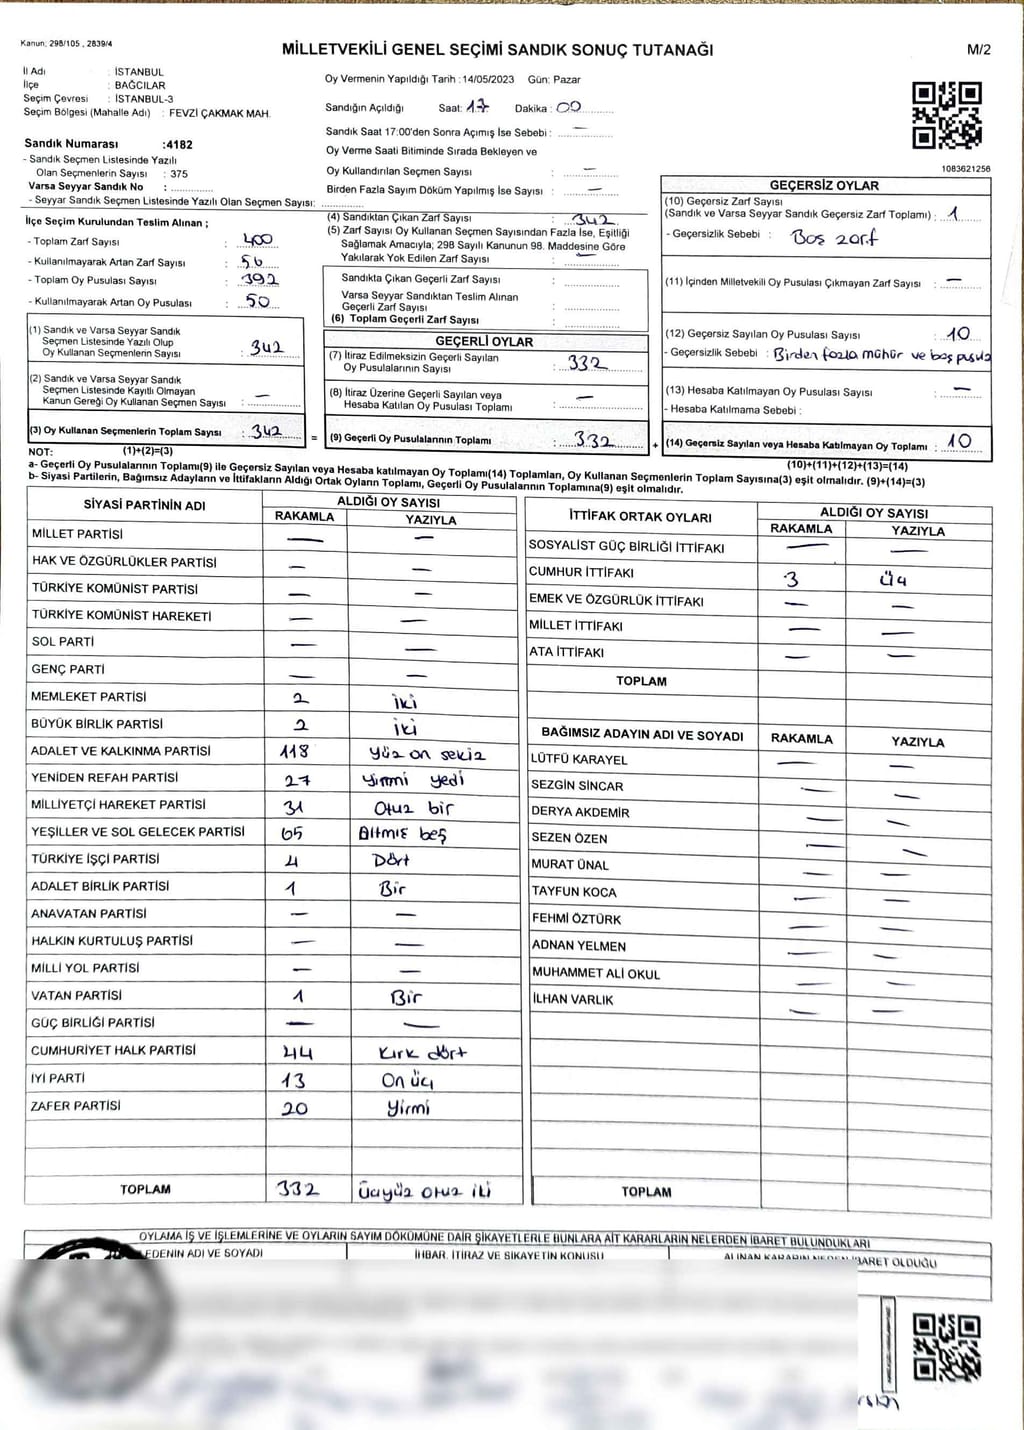 Kanun: 298/105 , 2839/4
MİLLETVEKİLİ GENEL SEÇİMİ SANDIK SONUÇ TUTANAĞI
M/2
İl Adı : İSTANBUL
İlçe : BAĞCILAR
Seçim Çevresi : İSTANBUL-3
Seçim Bölgesi (Mahalle Adı) : FEVZİ ÇAKMAK MAH.
Sandık Numarası :4182
- Sandık Seçmen Listesinde Yazılı
Olan Seçmenlerin Sayısı : 375
Varsa Seyyar Sandık No :
- Seyyar Sandık Seçmen Listesinde Yazılı Olan Seçmen Sayısı:
Oy Vermenin Yapıldığı Tarih :14/05/2023 Gün: Pazar
Sandığın Açıldığı Saat: 17 Dakika : 00
Sandık Saat 17:00'den Sonra Açımış İse Sebebi : —
Oy Verme Saati Bitiminde Sırada Bekleyen ve
Oy Kullandırılan Seçmen Sayısı : —
Birden Fazla Sayım Döküm Yapılmış İse Sayısı : —
1083621256
İlçe Seçim Kurulundan Teslim Alınan ;
- Toplam Zarf Sayısı : 400
- Kullanılmayarak Artan Zarf Sayısı : 56
- Toplam Oy Pusulası Sayısı : 392
- Kullanılmayarak Artan Oy Pusulası : 50
(1) Sandık ve Varsa Seyyar Sandık
Seçmen Listesinde Yazılı Olup
Oy Kullanan Seçmenlerin Sayısı : 342
(2) Sandık ve Varsa Seyyar Sandık
Seçmen Listesinde Kayıtlı Olmayan
Kanun Gereği Oy Kullanan Seçmen Sayısı : —
(3) Oy Kullanan Seçmenlerin Toplam Sayısı : 342
(4) Sandıktan Çıkan Zarf Sayısı : 342
(5) Zarf Sayısı Oy Kullanan Seçmen Sayısından Fazla İse, Eşitliği
Sağlamak Amacıyla; 298 Sayılı Kanunun 98. Maddesine Göre
Yakılarak Yok Edilen Zarf Sayısı : —
Sandıkta Çıkan Geçerli Zarf Sayısı :
Varsa Seyyar Sandıktan Teslim Alınan
Geçerli Zarf Sayısı :
(6) Toplam Geçerli Zarf Sayısı :
GEÇERLİ OYLAR
(7) İtiraz Edilmeksizin Geçerli Sayılan
Oy Pusulalarının Sayısı : 332
(8) İtiraz Üzerine Geçerli Sayılan veya
Hesaba Katılan Oy Pusulası Toplamı : —
= (9) Geçerli Oy Pusulalarının Toplamı : 332
GEÇERSİZ OYLAR
(10) Geçersiz Zarf Sayısı
(Sandık ve Varsa Seyyar Sandık Geçersiz Zarf Toplamı) : 1
- Geçersizlik Sebebi : Boş zarf
(11) İçinden Milletvekili Oy Pusulası Çıkmayan Zarf Sayısı : —
(12) Geçersiz Sayılan Oy Pusulası Sayısı : 10
- Geçersizlik Sebebi : Birden fazla mühür ve boş pusula
(13) Hesaba Katılmayan Oy Pusulası Sayısı : —
- Hesaba Katılmama Sebebi :
+ (14) Geçersiz Sayılan veya Hesaba Katılmayan Oy Toplamı : 10
NOT: (1)+(2)=(3)
(10)+(11)+(12)+(13)=(14)
a- Geçerli Oy Pusulalarının Toplamı(9) ile Geçersiz Sayılan veya Hesaba katılmayan Oy Toplamı(14) Toplamları, Oy Kullanan Seçmenlerin Toplam Sayısına(3) eşit olmalıdır. (9)+(14)=(3)
b- Siyasi Partilerin, Bağımsız Adayların ve İttifakların Aldığı Ortak Oyların Toplamı, Geçerli Oy Pusulalarının Toplamına(9) eşit olmalıdır.
SİYASİ PARTİNİN ADI ALDIĞI OY SAYISI
RAKAMLA YAZIYLA
MİLLET PARTİSİ — —
HAK VE ÖZGÜRLÜKLER PARTİSİ — —
TÜRKİYE KOMÜNİST PARTİSİ — —
TÜRKİYE KOMÜNİST HAREKETİ — —
SOL PARTİ — —
GENÇ PARTİ — —
MEMLEKET PARTİSİ 2 iki
BÜYÜK BİRLİK PARTİSİ 2 iki
ADALET VE KALKINMA PARTİSİ 118 Yüz on sekiz
YENİDEN REFAH PARTİSİ 27 Yirmi yedi
MİLLİYETÇİ HAREKET PARTİSİ 31 Otuz bir
YEŞİLLER VE SOL GELECEK PARTİSİ 65 Altmış beş
TÜRKİYE İŞÇİ PARTİSİ 4 Dört
ADALET BİRLİK PARTİSİ 1 Bir
ANAVATAN PARTİSİ — —
HALKIN KURTULUŞ PARTİSİ — —
MİLLİ YOL PARTİSİ — —
VATAN PARTİSİ 1 Bir
GÜÇ BİRLİĞİ PARTİSİ — —
CUMHURİYET HALK PARTİSİ 44 Kırk dört
İYİ PARTİ 13 On üç
ZAFER PARTİSİ 20 Yirmi
TOPLAM 332 Üçyüz otuz iki
İTTİFAK ORTAK OYLARI ALDIĞI OY SAYISI
RAKAMLA YAZIYLA
SOSYALİST GÜÇ BİRLİĞİ İTTİFAKI — —
CUMHUR İTTİFAKI 3 Üç
EMEK VE ÖZGÜRLÜK İTTİFAKI — —
MİLLET İTTİFAKI — —
ATA İTTİFAKI — —
TOPLAM
BAĞIMSIZ ADAYIN ADI VE SOYADI RAKAMLA YAZIYLA
LÜTFÜ KARAYEL — —
SEZGİN SİNCAR — —
DERYA AKDEMİR — —
SEZEN ÖZEN — —
MURAT ÜNAL — —
TAYFUN KOCA — —
FEHMİ ÖZTÜRK — —
ADNAN YELMEN — —
MUHAMMET ALİ OKUL — —
İLHAN VARLIK — —
TOPLAM
OYLAMA İŞ VE İŞLEMLERİNE VE OYLARIN SAYIM DÖKÜMÜNE DAİR ŞİKAYETLERLE BUNLARA AİT KARARLARIN NELERDEN İBARET BULUNDUKLARI
EDENİN ADI VE SOYADI İHBAR, İTİRAZ VE ŞİKAYETİN KONUSU ALINAN KARARIN NEDEN İBARET OLDUĞU